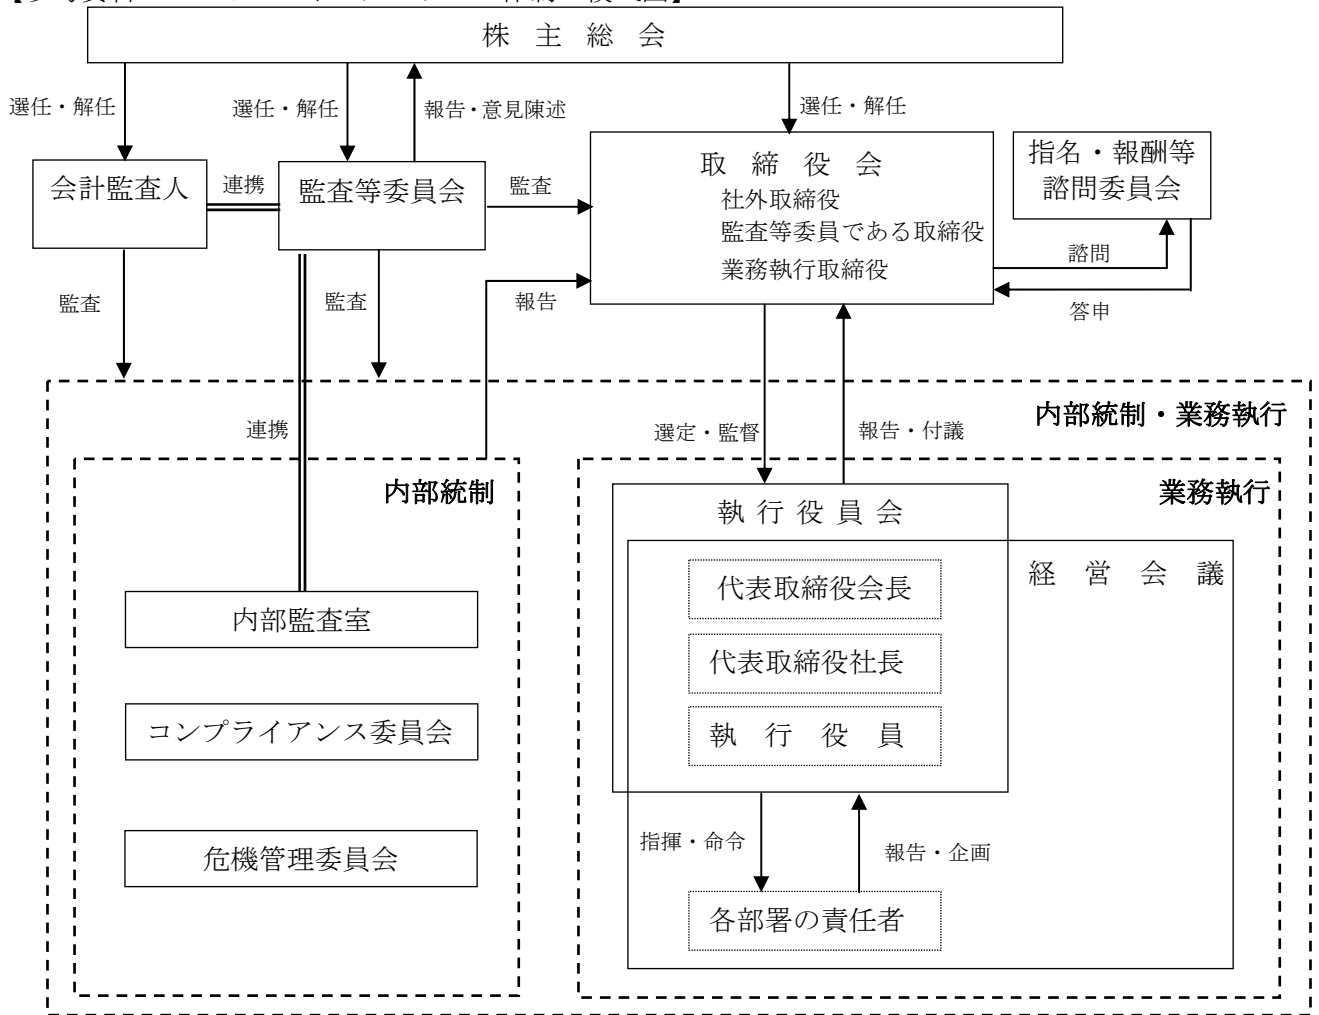 株主総会
選任・解任
選任・解任
報告・意見陳述
選任・解任
会計監査人
連携
監査等委員会
監査
取締役会
社外取締役
監査等委員である取締役
業務執行取締役
指名・報酬等
諮問委員会
諮問
答申
監査
監査
報告
連携
選定・監督
報告・付議
内部統制・業務執行
内部統制
業務執行
執行役員会
経営会議
代表取締役会長
代表取締役社長
執行役員
内部監査室
コンプライアンス委員会
危機管理委員会
指揮・命令
報告・企画
各部署の責任者